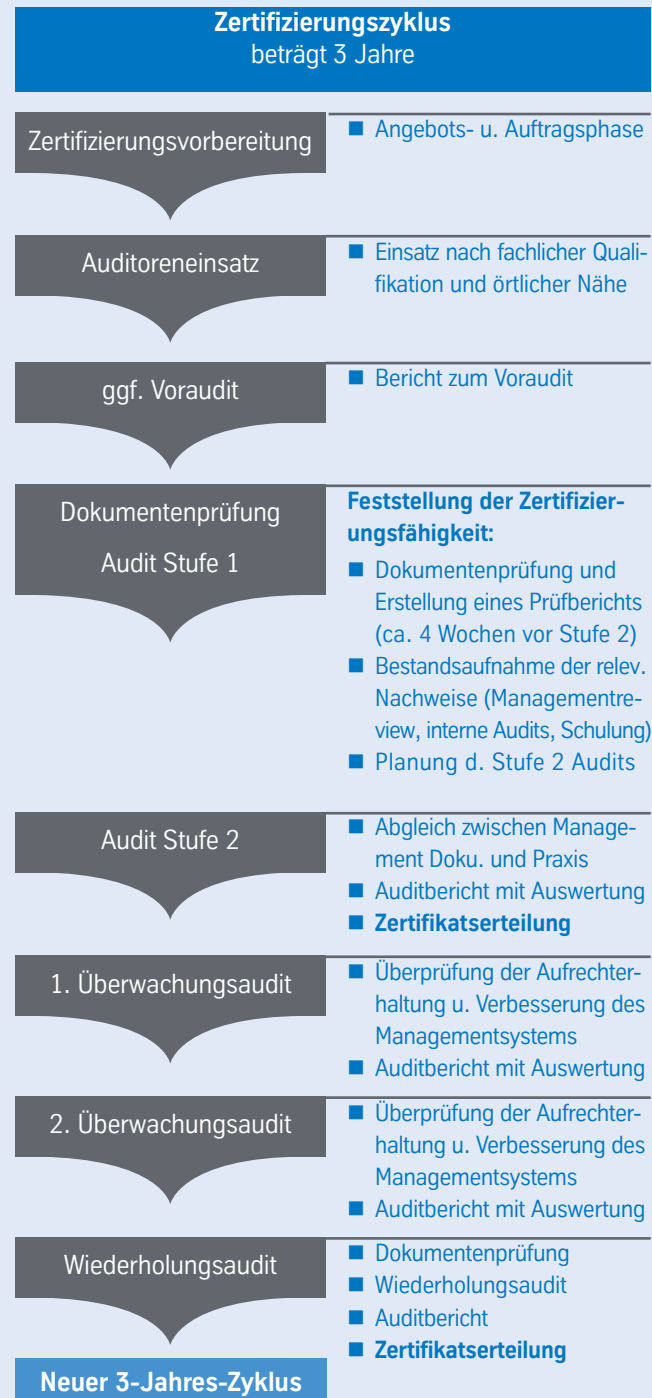 Zertifizierungszyklus
beträgt 3 Jahre
Zertifizierungsvorbereitung
■ Angebots- u. Auftragsphase
Auditoreneinsatz
■ Einsatz nach fachlicher Quali-
fikation und örtlicher Nähe
ggf. Voraudit
■ Bericht zum Voraudit
Dokumentenprüfung
Audit Stufe 1
Feststellung der Zertifizier-
ungsfähigkeit:
■ Dokumentenprüfung und
Erstellung eines Prüfberichts
(ca. 4 Wochen vor Stufe 2)
■ Bestandsaufnahme der relev.
Nachweise (Managementre-
view, interne Audits, Schulung)
■ Planung d. Stufe 2 Audits
Audit Stufe 2
■ Abgleich zwischen Manage-
ment Doku. und Praxis
■ Auditbericht mit Auswertung
■ Zertifikatserteilung
1. Überwachungsaudit
■ Überprüfung der Aufrechter-
haltung u. Verbesserung des
Managementsystems
■ Auditbericht mit Auswertung
2. Überwachungsaudit
■ Überprüfung der Aufrechter-
haltung u. Verbesserung des
Managementsystems
■ Auditbericht mit Auswertung
Wiederholungsaudit
■ Dokumentenprüfung
■ Wiederholungsaudit
■ Auditbericht
■ Zertifikatserteilung
Neuer 3-Jahres-Zyklus